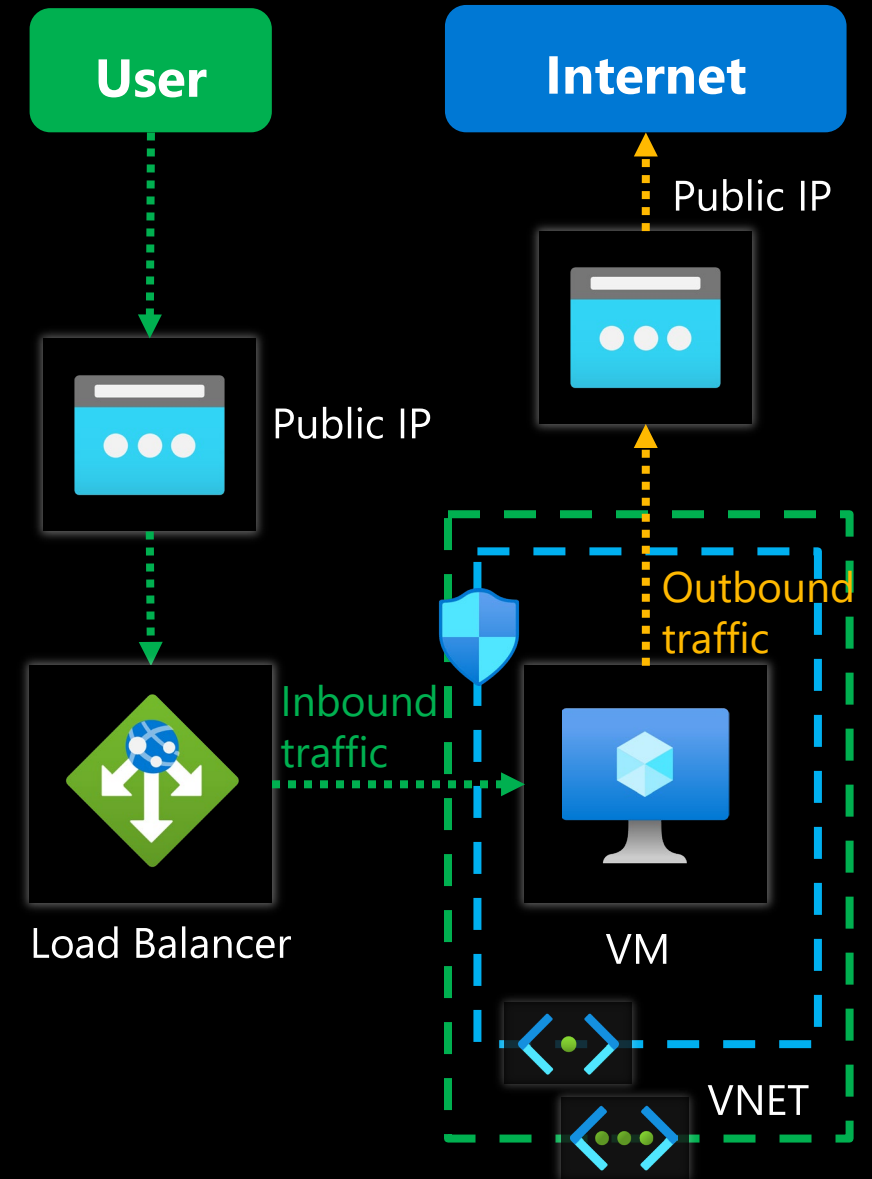 User
Internet
Public IP
Public IP
Outbound
traffic
Inbound
traffic
Load Balancer
VM
VNET